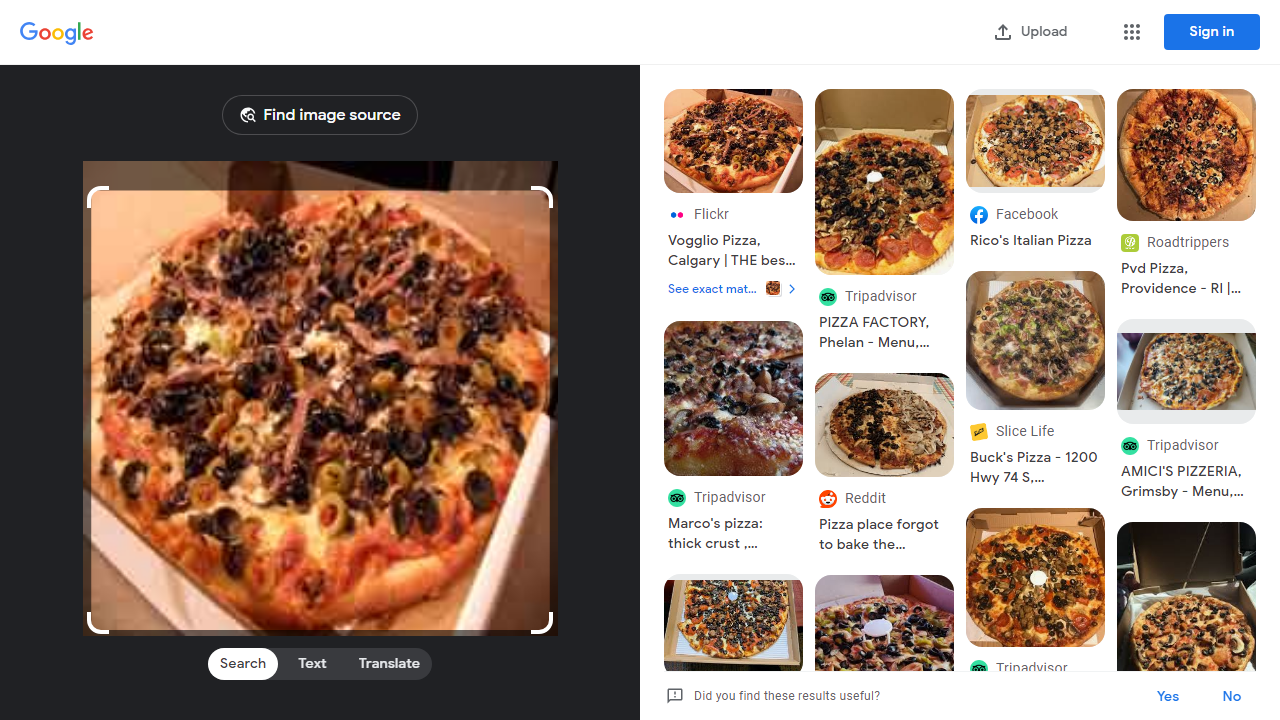 Google
Upload
Sign in
Find image source
Search
Text
Translate
Flickr
Vogglio Pizza,
Calgary | THE bes...
See exact mat...
Tripadvisor
Marco's pizza:
thick crust ,...
Tripadvisor
PIZZA FACTORY,
Phelan - Menu,...
Reddit
Pizza place forgot
to bake the...
Facebook
Rico's Italian Pizza
Slice Life
Buck's Pizza - 1200
Hwy 74 S,...
Tripadvisor
Roadtrippers
Pvd Pizza,
Providence - RI |...
Tripadvisor
AMICI'S PIZZERIA,
Grimsby - Menu,...
Did you find these results useful?
Yes
No